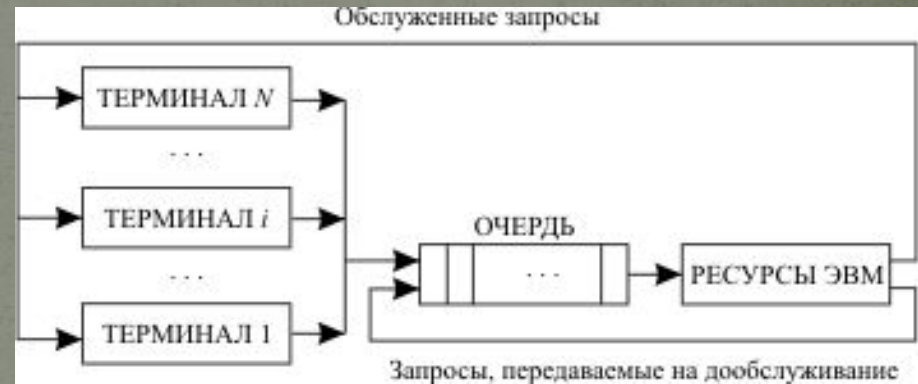 Обслуженные запросы
ТЕРМИНАЛ N
. . .
ТЕРМИНАЛ i
. . .
ТЕРМИНАЛ 1
ОЧЕРДЬ
. . .
РЕСУРСЫ ЭВМ
Запросы, передаваемые на дообслуживание